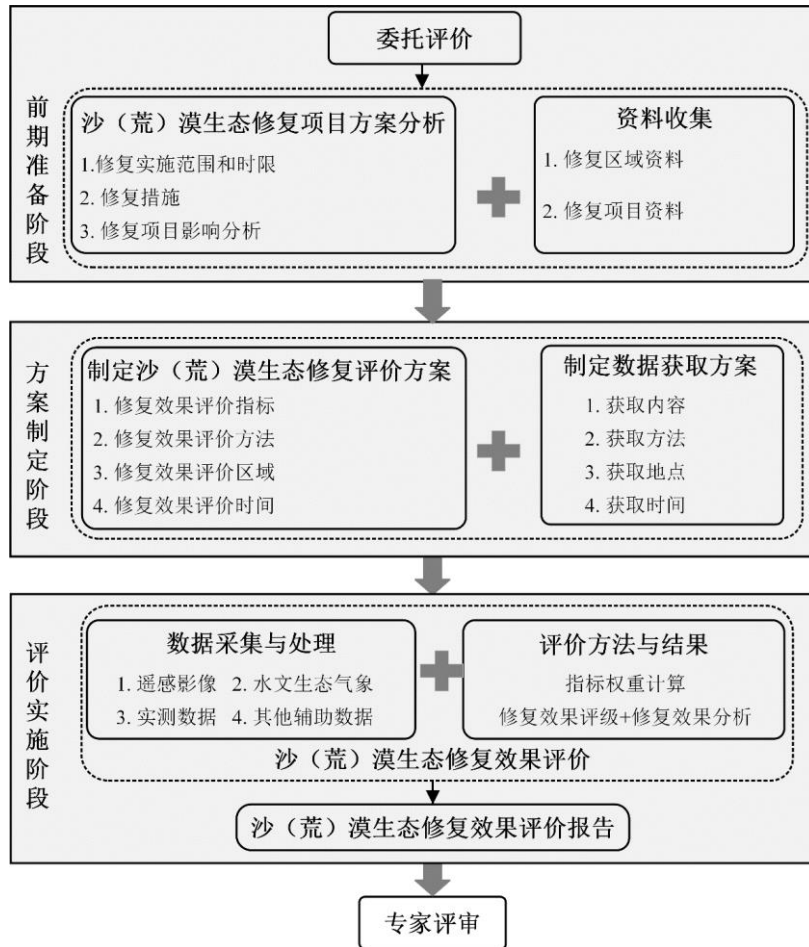 委托评价
前期准备阶段
沙（荒）漠生态修复项目方案分析
1.修复实施范围和时限
2. 修复措施
3. 修复项目影响分析
资料收集
1. 修复区域资料
2. 修复项目资料
方案制定阶段
制定沙（荒）漠生态修复评价方案
1. 修复效果评价指标
2. 修复效果评价方法
3. 修复效果评价区域
4. 修复效果评价时间
制定数据获取方案
1. 获取内容
2. 获取方法
3. 获取地点
4. 获取时间
评价实施阶段
数据采集与处理
1. 遥感影像 2. 水文生态气象
3. 实测数据 4. 其他辅助数据
评价方法与结果
指标权重计算
修复效果评级+修复效果分析
沙（荒）漠生态修复效果评价
沙（荒）漠生态修复效果评价报告
专家评审